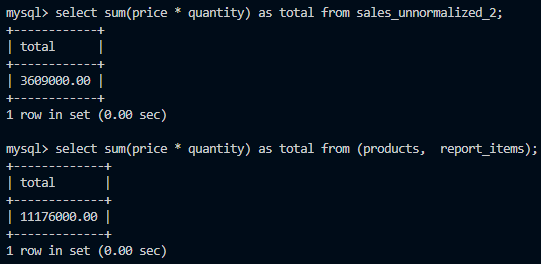 mysql> select sum(price * quantity) as total from sales_unnormalized_2;
+------------+
| total      |
+------------+
| 3609000.00 |
+------------+
1 row in set (0.00 sec)

mysql> select sum(price * quantity) as total from (products,  report_items);
+-------------+
| total       |
+-------------+
| 11176000.00 |
+-------------+
1 row in set (0.00 sec)